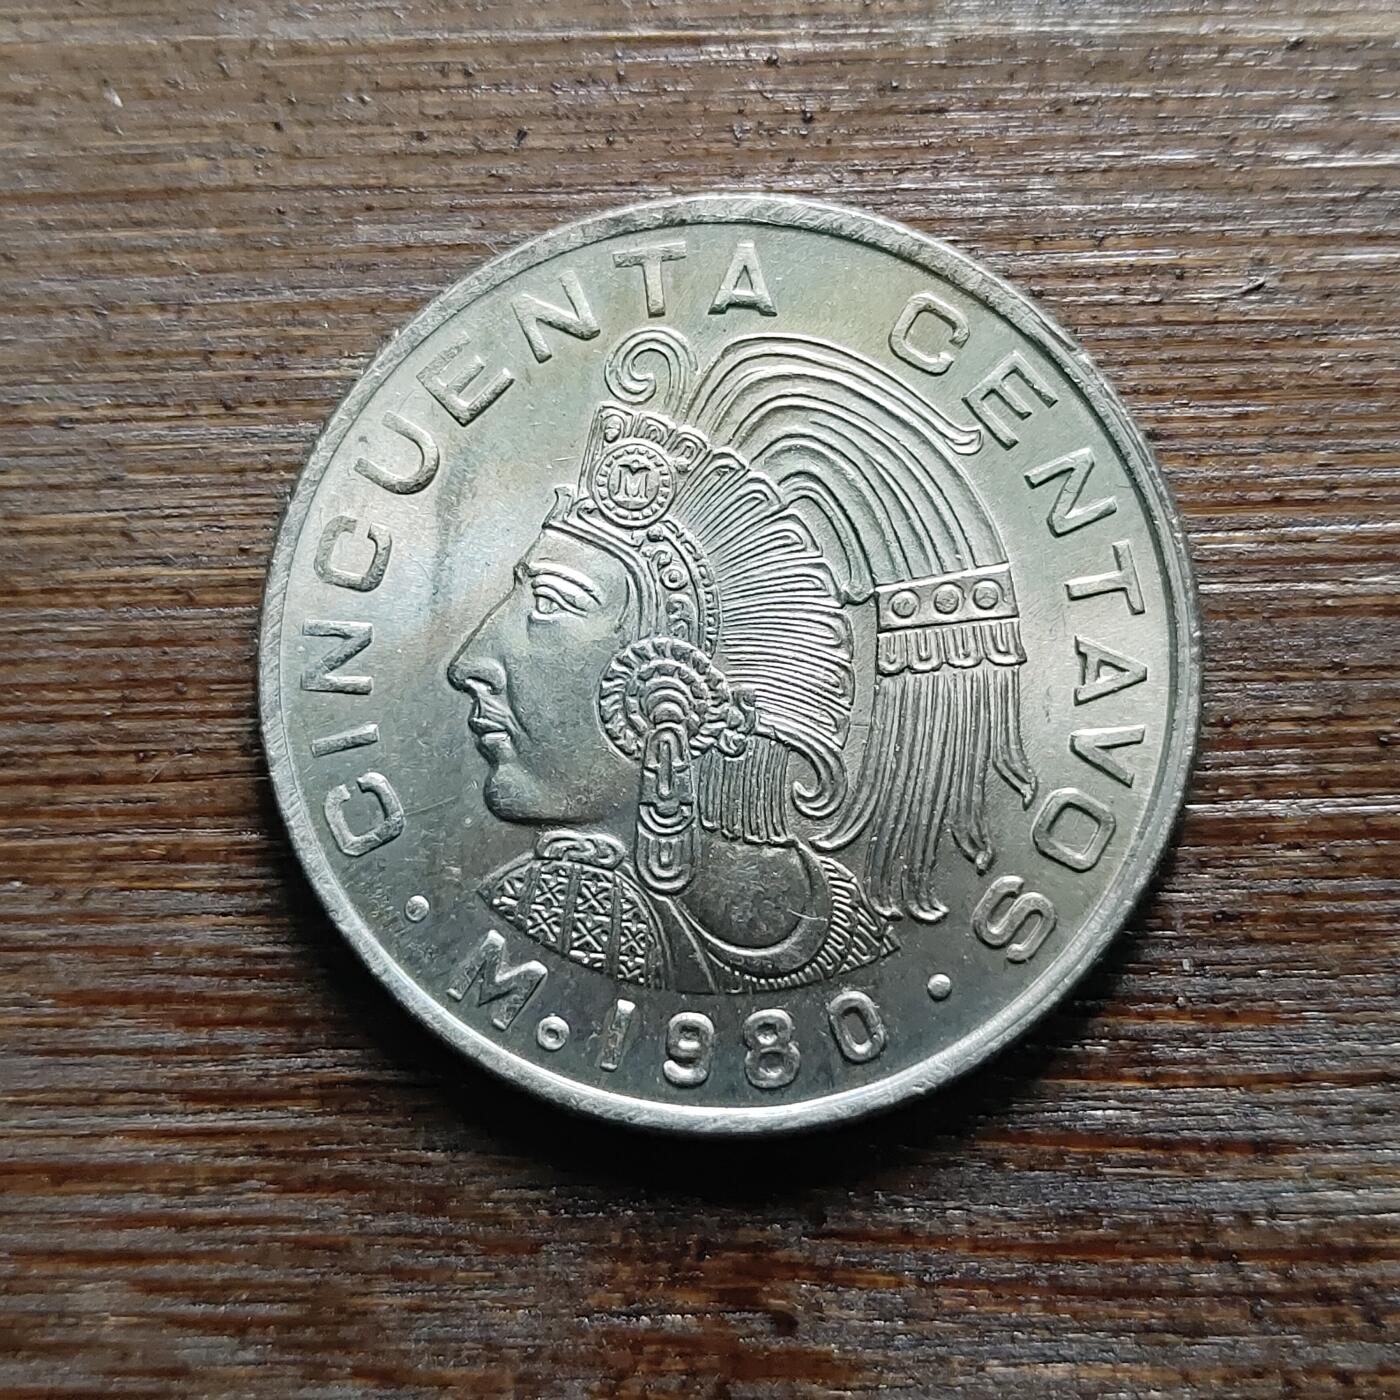 CINCUENTA CENTAVOS
· M. 1980 ·
M